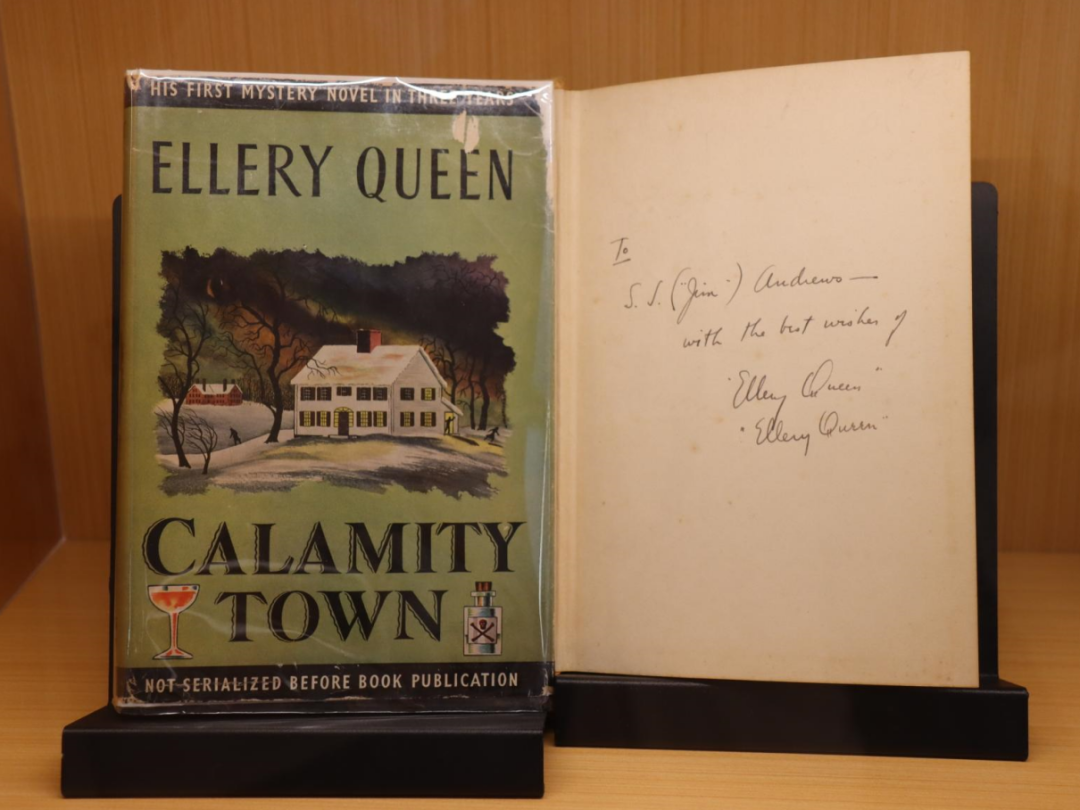 HIS FIRST MYSTERY NOVEL IN THREE YEARS
ELLERY QUEEN
CALAMITY
TOWN
NOT SERIALIZED BEFORE BOOK PUBLICATION
To
S. J. ("Jim") Andrews—
with the best wishes of
"Ellery Queen"
"Ellery Queen"